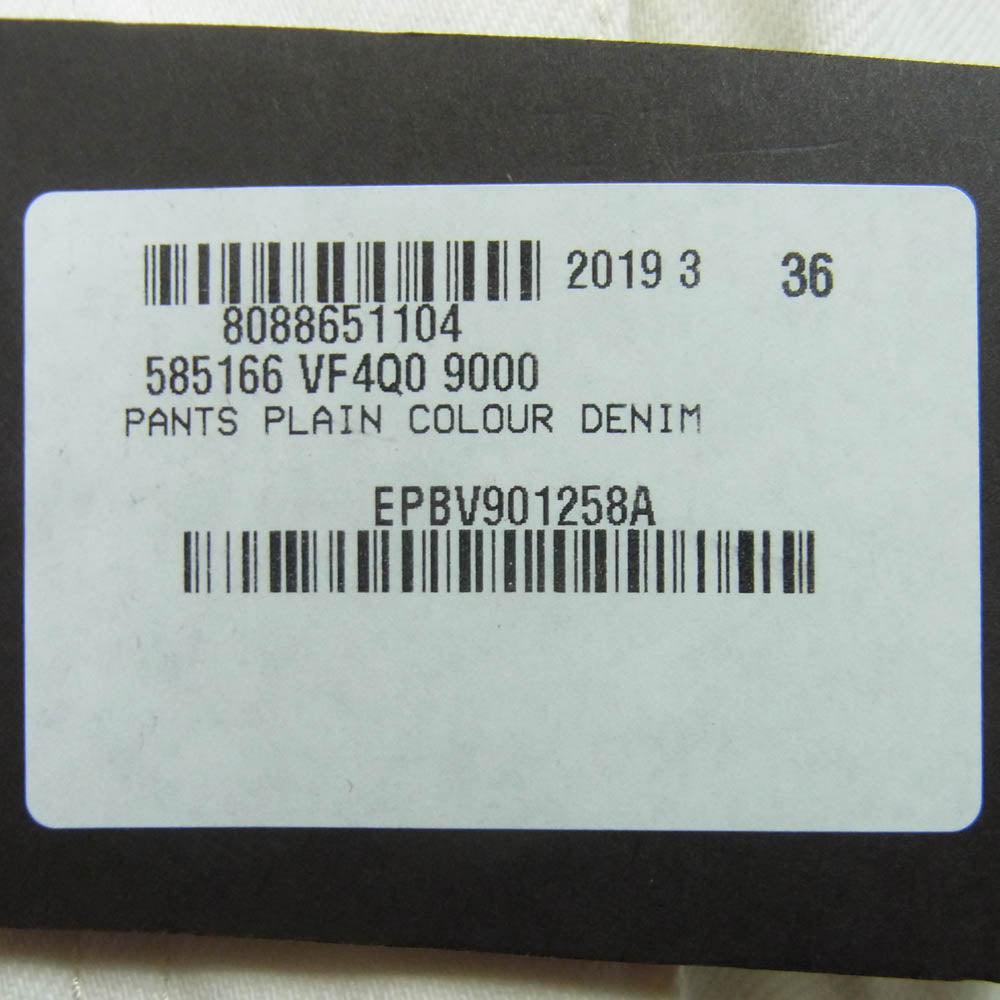 2019 3 36
8088651104
585166 VF4Q0 9000
PANTS PLAIN COLOUR DENIM
EPBV901258A